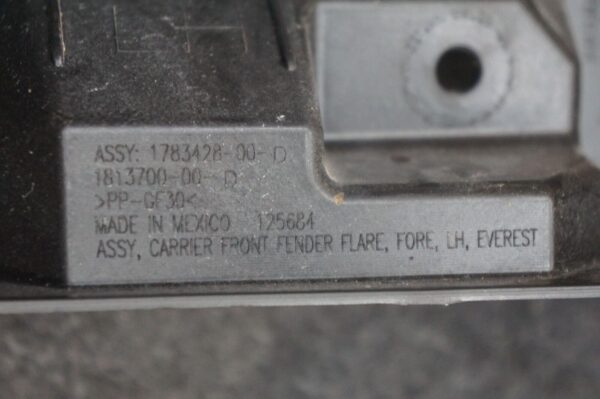 LH
ASSY: 1783428-00-D
1813700-00-D
>PP-GF30<
MADE IN MEXICO 125684
ASSY, CARRIER FRONT FENDER FLARE, FORE, LH, EVEREST